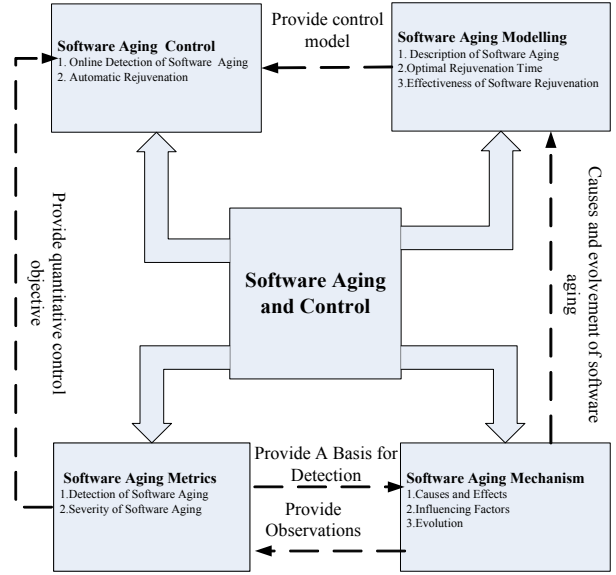 Provide control
model
Software Aging Control
1. Online Detection of Software Aging
2. Automatic Rejuvenation
Software Aging Modelling
1. Description of Software Aging
2.Optimal Rejuvenation Time
3.Effectiveness of Software Rejuvenation
Provide quantitative control
objective
Software Aging
and Control
Causes and evolvement of software
aging
Software Aging Metrics
1.Detection of Software Aging
2.Severity of Software Aging
Provide A Basis for
Detection
Provide
Observations
Software Aging Mechanism
1.Causes and Effects
2.Influencing Factors
3.Evolution